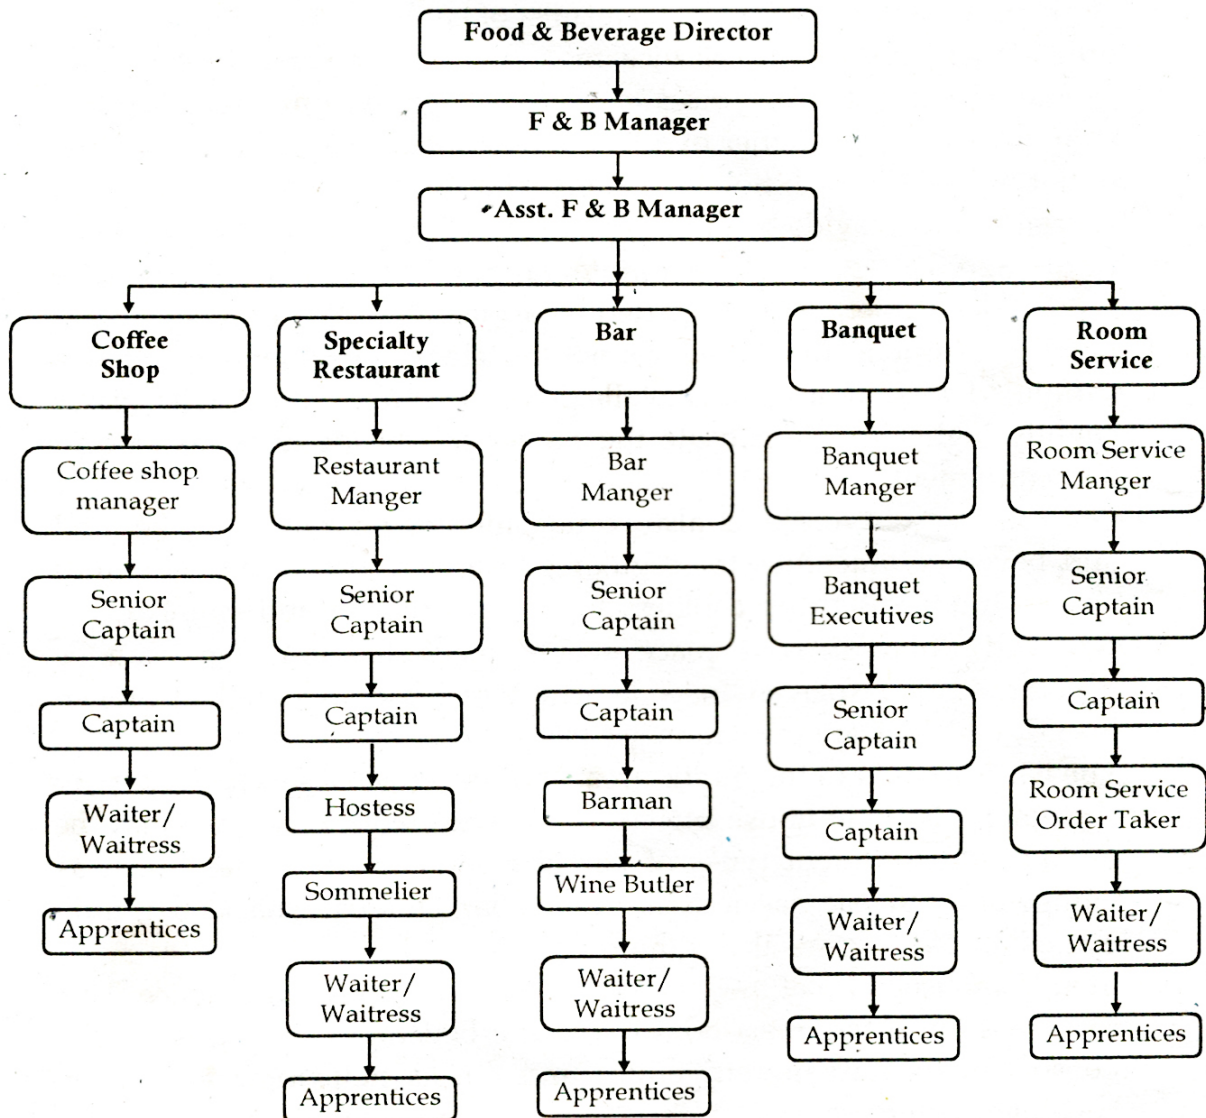 Food & Beverage Director
F & B Manager
Asst. F & B Manager
Coffee
Shop
Coffee shop
manager
Senior
Captain
Captain
Waiter/
Waitress
Apprentices
Specialty
Restaurant
Restaurant
Manger
Senior
Captain
Captain
Hostess
Sommelier
Waiter/
Waitress
Apprentices
Bar
Bar
Manger
Senior
Captain
Captain
Barman
Wine Butler
Waiter/
Waitress
Apprentices
Banquet
Banquet
Manger
Banquet
Executives
Senior
Captain
Captain
Waiter/
Waitress
Apprentices
Room
Service
Room Service
Manger
Senior
Captain
Captain
Room Service
Order Taker
Waiter/
Waitress
Apprentices